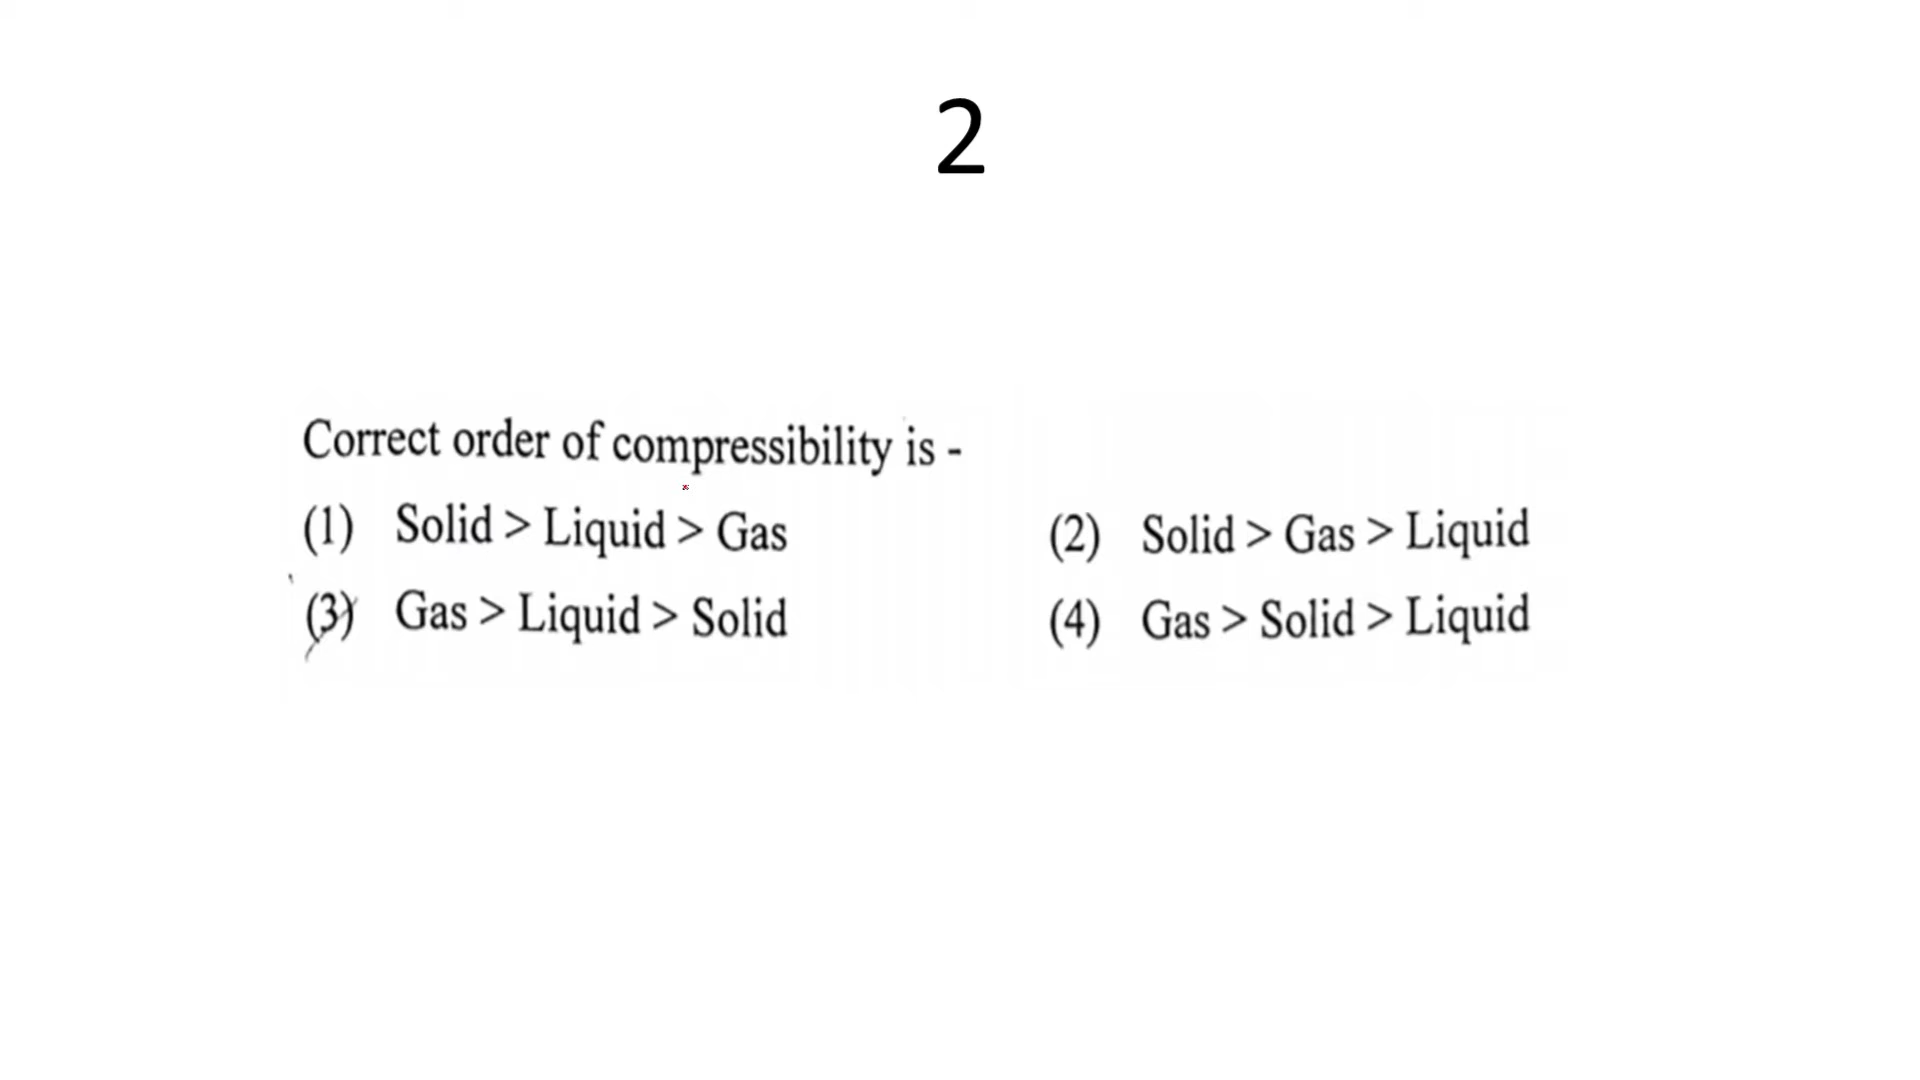 2
Correct order of compressibility is -
(1) Solid > Liquid > Gas
(2) Solid > Gas > Liquid
(3) Gas > Liquid > Solid
(4) Gas > Solid > Liquid